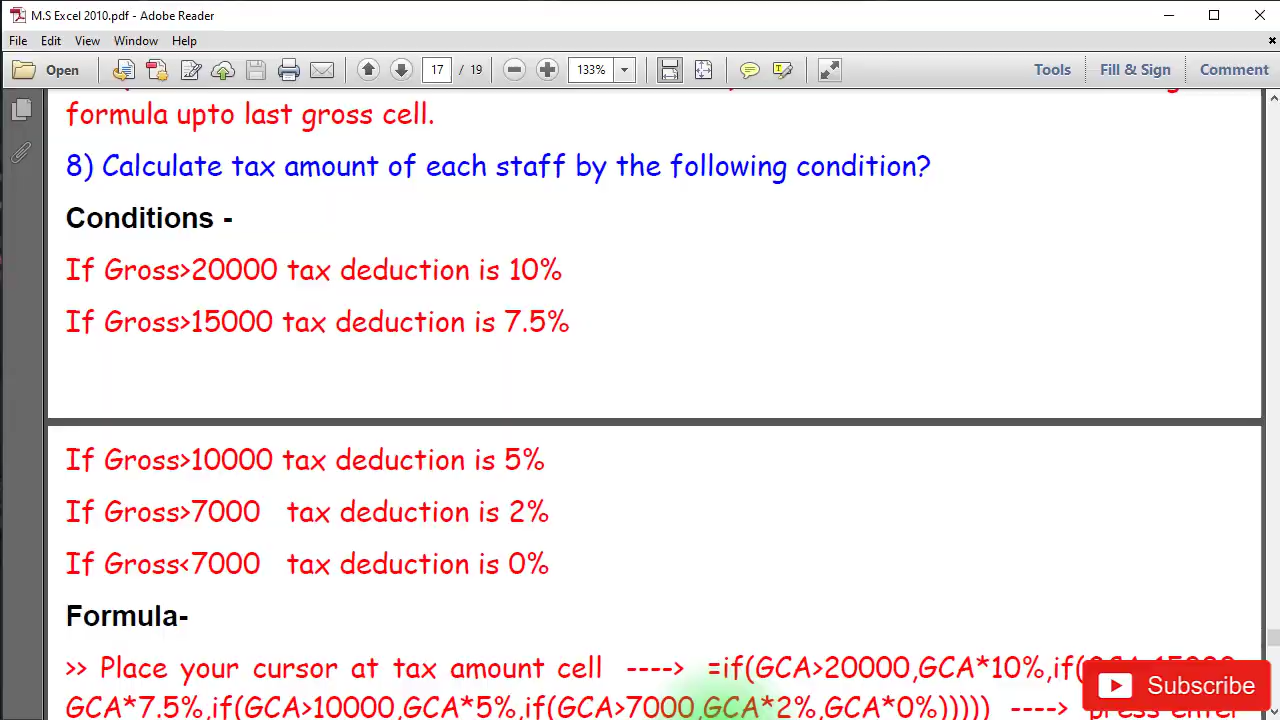 M.S Excel 2010.pdf - Adobe Reader
File Edit View Window Help
Open 17 / 19 133% Tools Fill & Sign Comment
formula upto last gross cell.
8) Calculate tax amount of each staff by the following condition?
Conditions -
If Gross>20000 tax deduction is 10%
If Gross>15000 tax deduction is 7.5%
If Gross>10000 tax deduction is 5%
If Gross>7000 tax deduction is 2%
If Gross<7000 tax deduction is 0%
Formula-
>> Place your cursor at tax amount cell ----> =if(GCA>20000,GCA*10%,if(
GCA*7.5%,if(GCA>10000,GCA*5%,if(GCA>7000,GCA*2%,GCA*0%))))) ----> press enter
Subscribe